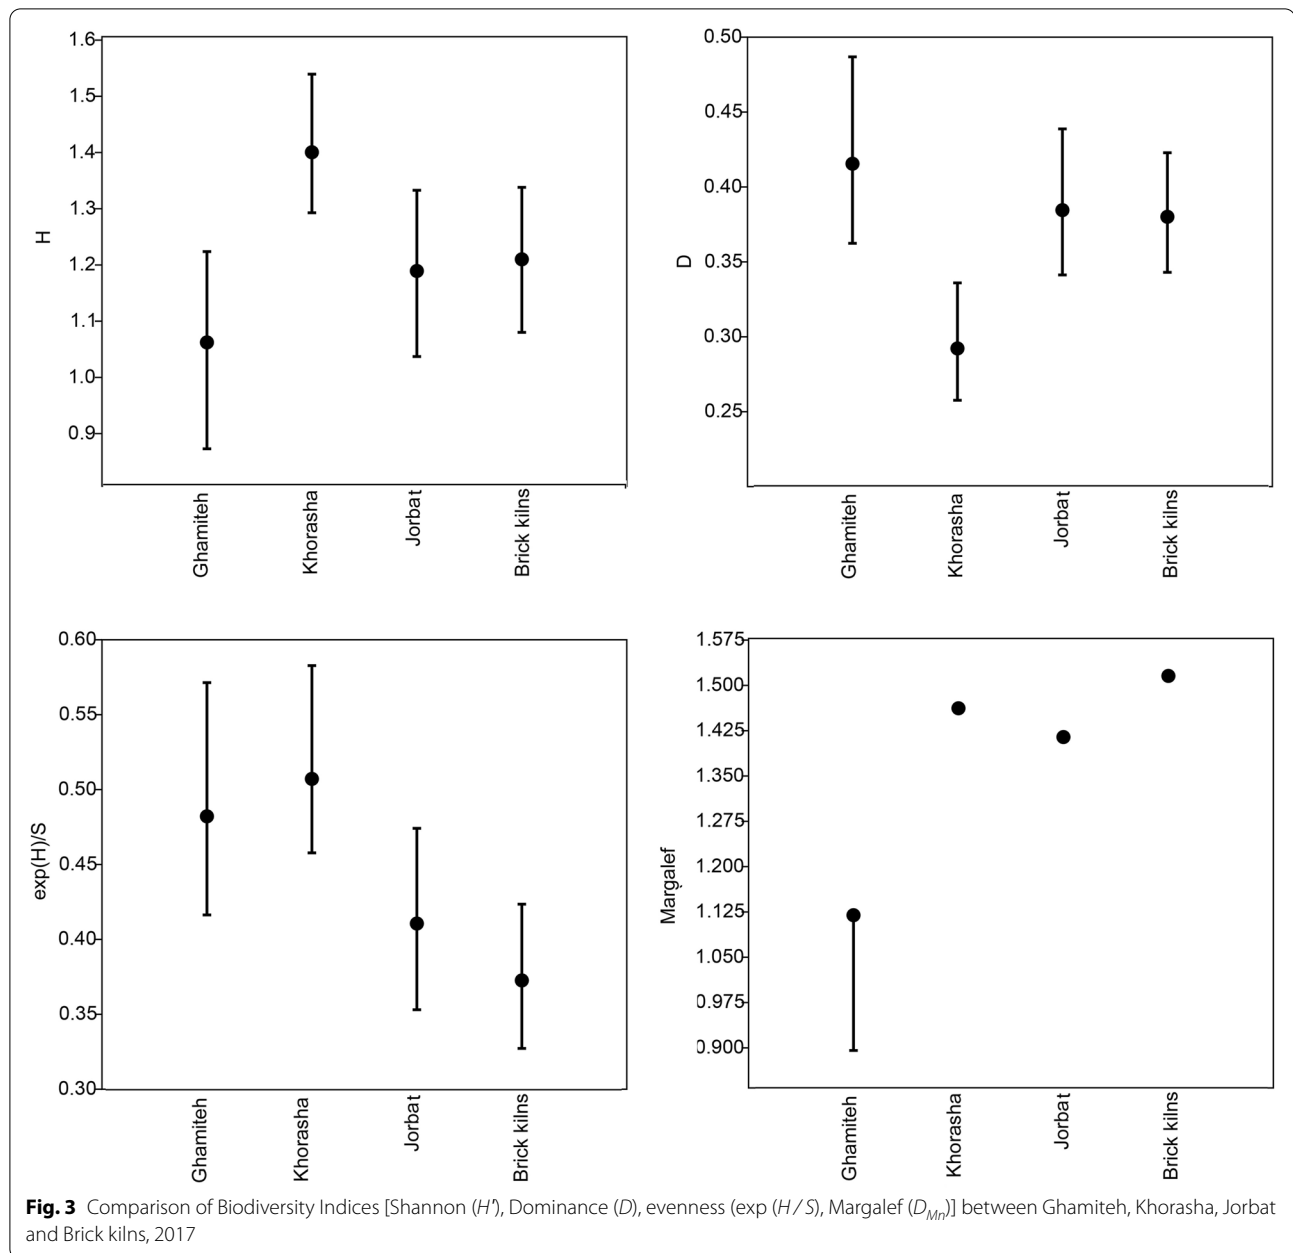 1.6
1.5
1.4
1.3
1.2
1.1
1.0
0.9
H
Ghamiteh
Khorasha
Jorbat
Brick kilns
0.50
0.45
0.40
0.35
0.30
0.25
D
Ghamiteh
Khorasha
Jorbat
Brick kilns
0.60
0.55
0.50
0.45
0.40
0.35
0.30
exp(H)/S
Ghamiteh
Khorasha
Jorbat
Brick kilns
1.575
1.500
1.425
1.350
1.275
1.200
1.125
1.050
0.975
0.900
Margalef
Ghamiteh
Khorasha
Jorbat
Brick kilns
Fig. 3 Comparison of Biodiversity Indices [Shannon (H'), Dominance (D), evenness (exp (H / S), Margalef (D_Mn)] between Ghamiteh, Khorasha, Jorbat
and Brick kilns, 2017